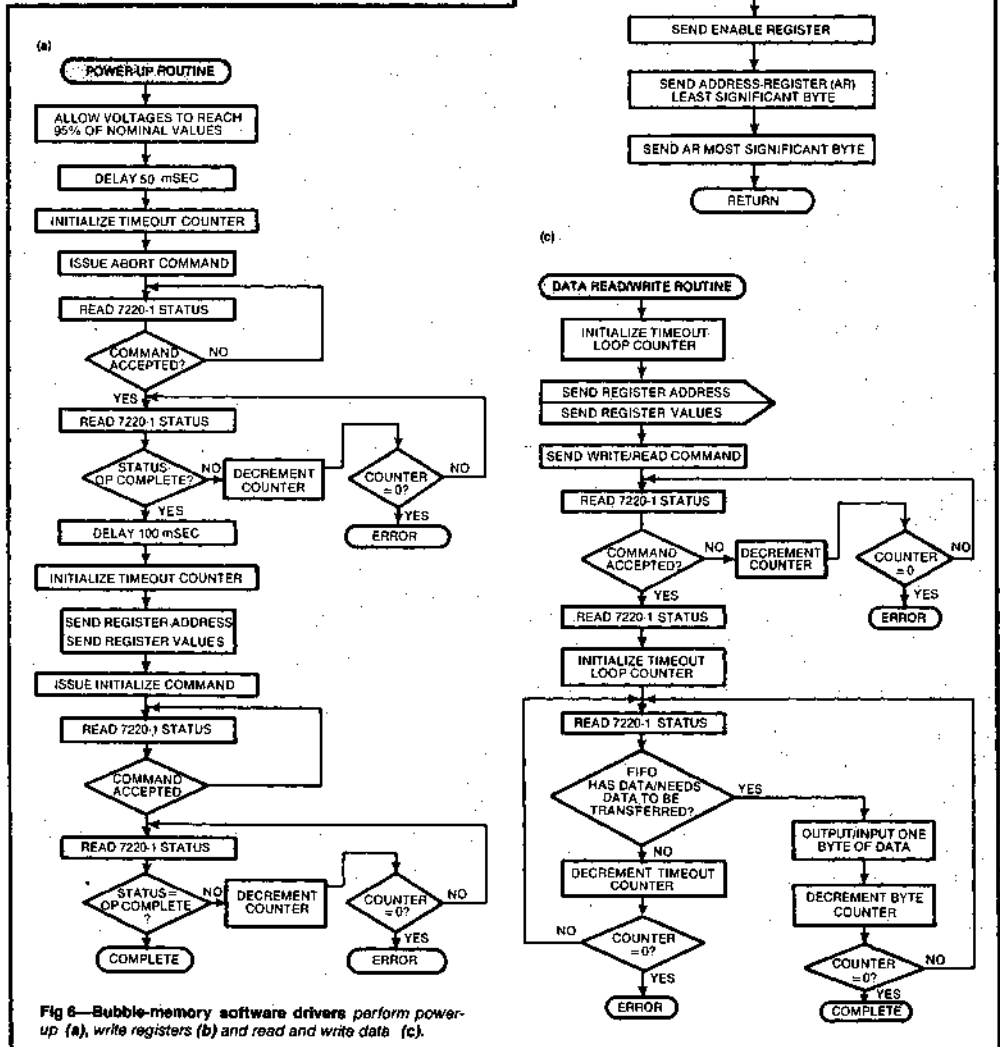 (a)
POWER-UP ROUTINE
ALLOW VOLTAGES TO REACH
95% OF NOMINAL VALUES
DELAY 50 mSEC
INITIALIZE TIMEOUT COUNTER
ISSUE ABORT COMMAND
READ 7220-1 STATUS
COMMAND
ACCEPTED?
NO
YES
READ 7220-1 STATUS
STATUS
OP COMPLETE?
NO
DECREMENT
COUNTER
COUNTER
= 0?
NO
YES
ERROR
YES
DELAY 100 mSEC
INITIALIZE TIMEOUT COUNTER
SEND REGISTER ADDRESS
SEND REGISTER VALUES
ISSUE INITIALIZE COMMAND
READ 7220-1 STATUS
COMMAND
ACCEPTED
READ 7220-1 STATUS
STATUS =
OP COMPLETE
?
NO
DECREMENT
COUNTER
COUNTER
= 0?
NO
YES
ERROR
COMPLETE
Fig 6—Bubble-memory software drivers perform power-
up (a), write registers (b) and read and write data (c).
SEND ENABLE REGISTER
SEND ADDRESS-REGISTER (AR)
LEAST SIGNIFICANT BYTE
SEND AR MOST SIGNIFICANT BYTE
RETURN
(c)
DATA READ/WRITE ROUTINE
INITIALIZE TIMEOUT
LOOP COUNTER
SEND REGISTER ADDRESS
SEND REGISTER VALUES
SEND WRITE/READ COMMAND
READ 7220-1 STATUS
COMMAND
ACCEPTED?
NO
DECREMENT
COUNTER
COUNTER
= 0
NO
YES
ERROR
YES
READ 7220-1 STATUS
INITIALIZE TIMEOUT
LOOP COUNTER
READ 7220-1 STATUS
FIFO
HAS DATA/NEEDS
DATA TO BE
TRANSFERRED?
YES
OUTPUT/INPUT ONE
BYTE OF DATA
DECREMENT BYTE
COUNTER
COUNTER
= 0?
NO
YES
COMPLETE
NO
DECREMENT TIMEOUT
COUNTER
COUNTER
= 0?
NO
YES
ERROR